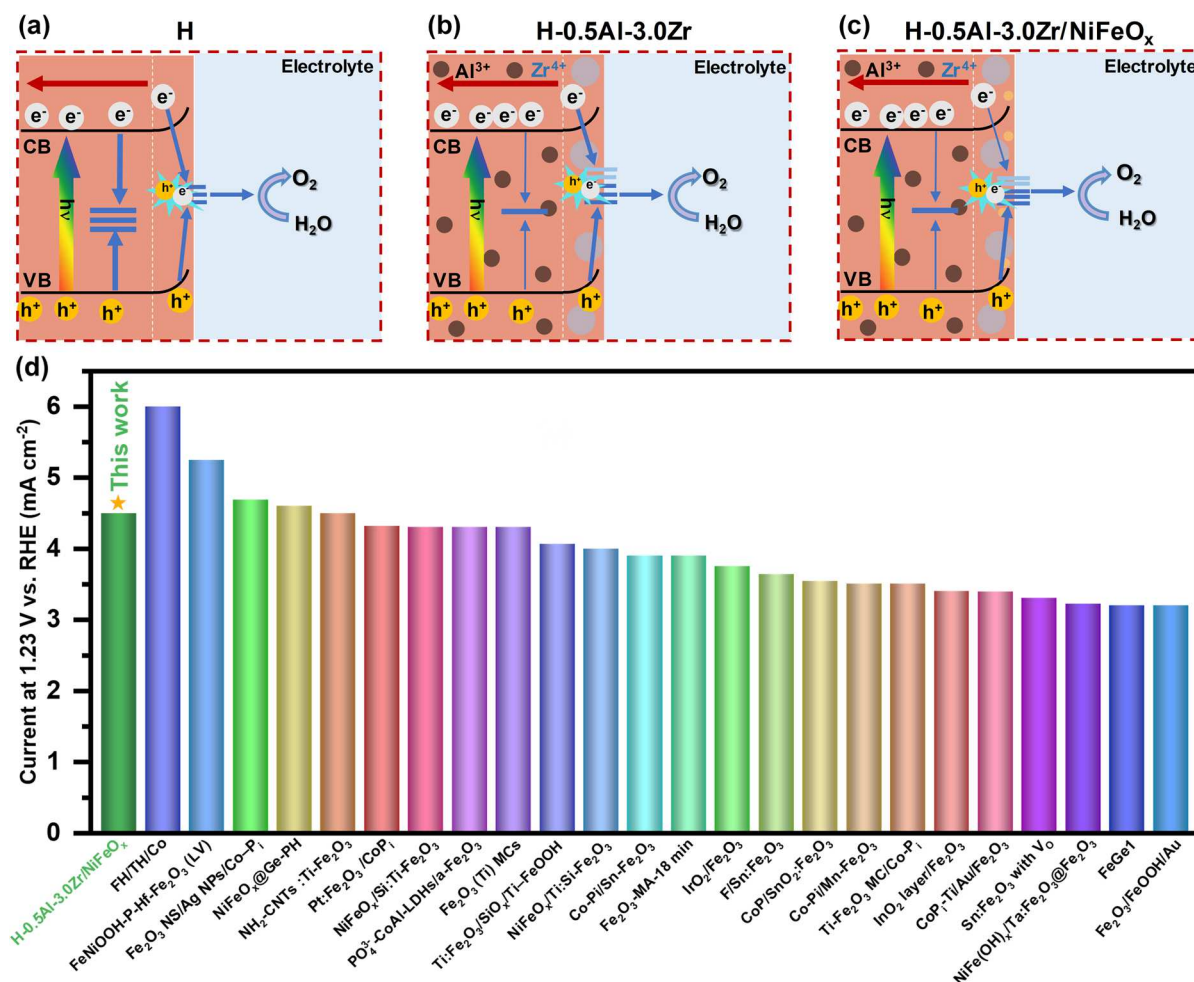 (a)
H
Electrolyte
e⁻
e⁻ e⁻ e⁻
CB
hν
h⁺
e⁻
O₂
H₂O
VB
h⁺ h⁺ h⁺ h⁺
(b)
H-0.5Al-3.0Zr
Al³⁺ Zr⁴⁺
Electrolyte
e⁻
e⁻ e⁻ e⁻ e⁻
CB
hν
h⁺
e⁻
O₂
H₂O
VB
h⁺ h⁺ h⁺ h⁺
(c)
H-0.5Al-3.0Zr/NiFeOₓ
Al³⁺ Zr⁴⁺
Electrolyte
e⁻
e⁻ e⁻ e⁻ e⁻
CB
hν
h⁺
e⁻
O₂
H₂O
VB
h⁺ h⁺ h⁺ h⁺
(d)
Current at 1.23 V vs. RHE (mA cm⁻²)
6
5
4
3
2
1
0
This work
H-0.5Al-3.0Zr/NiFeOₓ
FH/TH/Co
FeNiOOH-P-Hf-Fe₂O₃ (LV)
Fe₂O₃ NS/Ag NPs/Co–Pᵢ
NiFeOₓ@Ge-PH
NH₂-CNTs :Ti-Fe₂O₃
Pt:Fe₂O₃ /CoPᵢ
NiFeOₓ/Si:Ti-Fe₂O₃
PO₄³⁻-CoAl-LDHs/a-Fe₂O₃
Fe₂O₃ (Ti) MCs
Ti:Fe₂O₃/SiOₓ/Ti–FeOOH
NiFeOₓ/Ti:Si-Fe₂O₃
Co-Pi/Sn-Fe₂O₃
Fe₂O₃-MA-18 min
IrO₂/Fe₂O₃
F/Sn:Fe₂O₃
CoP/SnO₂:Fe₂O₃
Co-Pi/Mn-Fe₂O₃
Ti-Fe₂O₃ MC/Co-Pᵢ
InO₂ layer/Fe₂O₃
CoPᵢ-Ti/Au/Fe₂O₃
Sn:Fe₂O₃ with V₀
NiFe(OH)ₓ/Ta:Fe₂O₃@Fe₂O₃
FeGe1
Fe₂O₃/FeOOH/Au